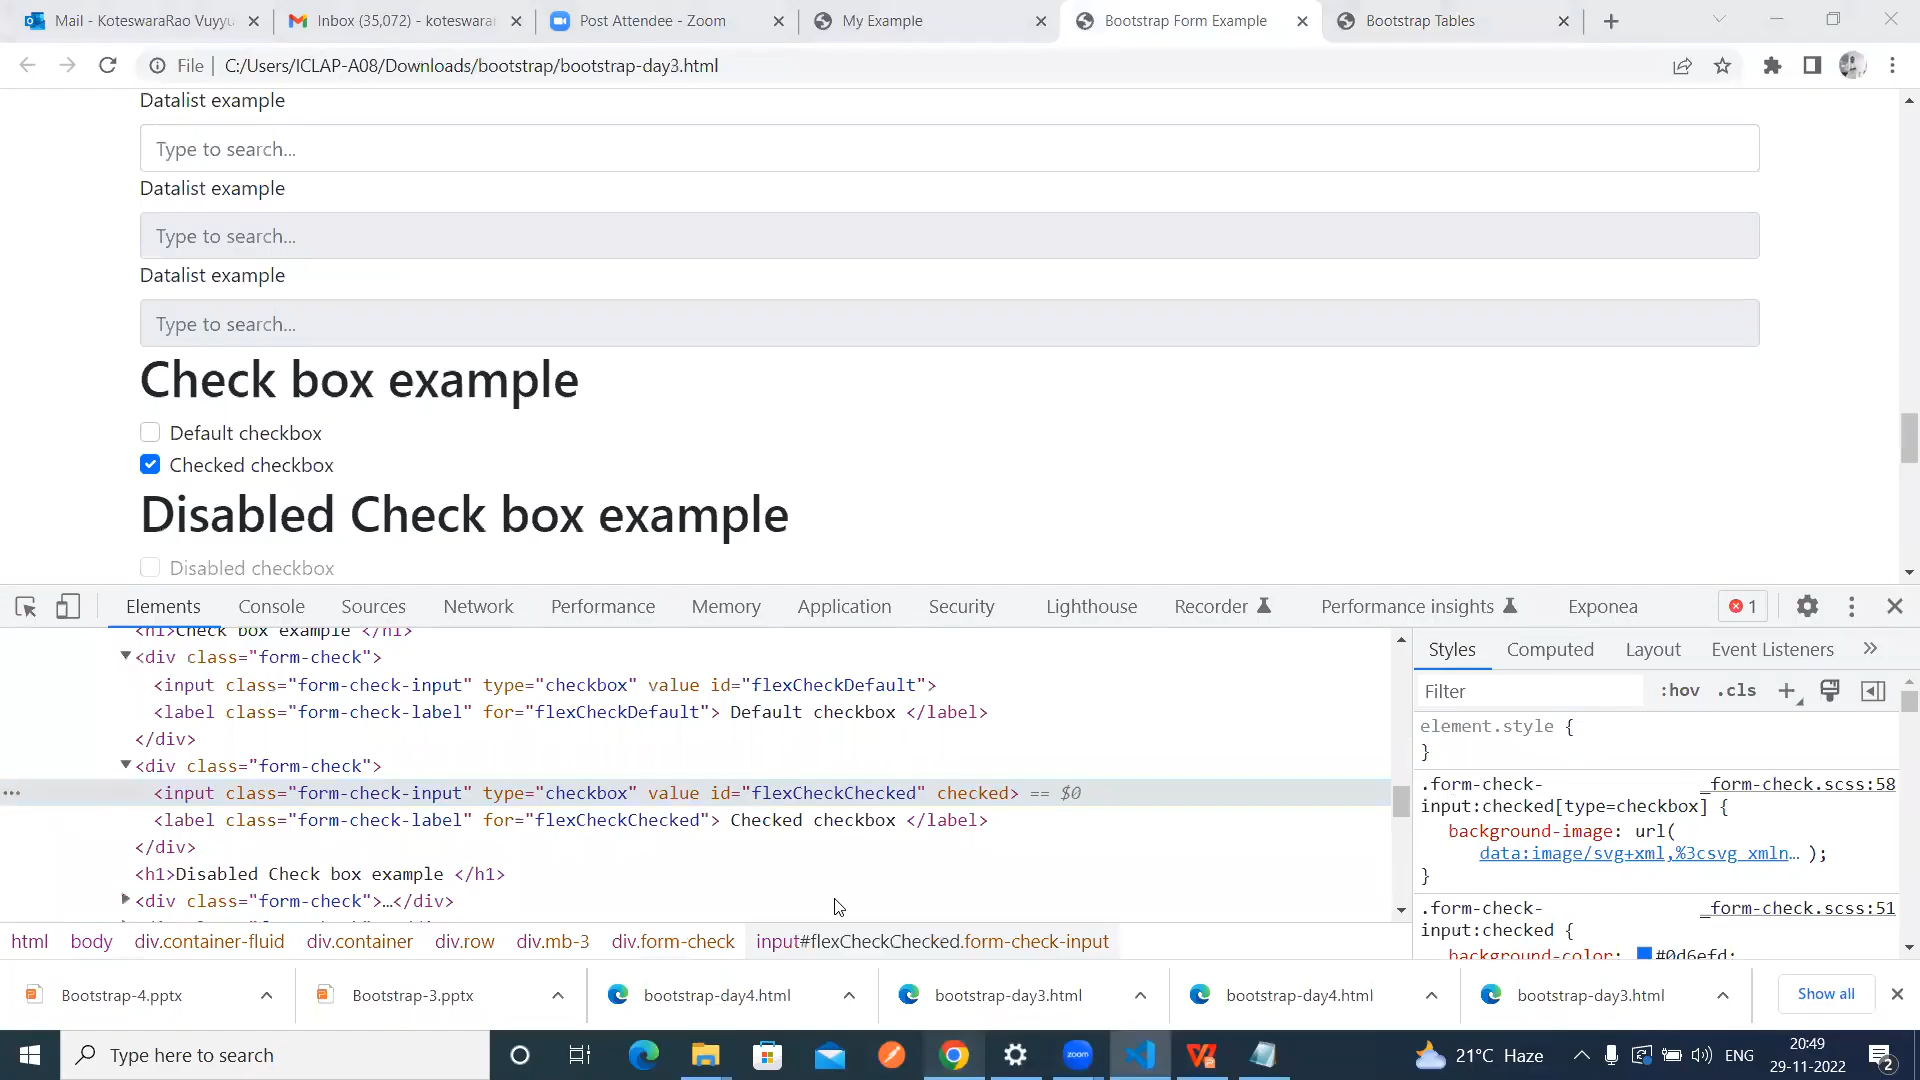 Mail - KoteswaraRao Vuyyu
Inbox (35,072) - koteswarar
Post Attendee - Zoom
My Example
Bootstrap Form Example
Bootstrap Tables
File | C:/Users/ICLAP-A08/Downloads/bootstrap/bootstrap-day3.html
Datalist example
Type to search...
Datalist example
Type to search...
Datalist example
Type to search...
Check box example
Default checkbox
Checked checkbox
Disabled Check box example
Disabled checkbox
Elements Console Sources Network Performance Memory Application Security Lighthouse Recorder Performance insights Exponea 1
<h1>Check box example </h1>
<div class="form-check">
<input class="form-check-input" type="checkbox" value id="flexCheckDefault">
<label class="form-check-label" for="flexCheckDefault"> Default checkbox </label>
</div>
<div class="form-check">
<input class="form-check-input" type="checkbox" value id="flexCheckChecked" checked> == $0
<label class="form-check-label" for="flexCheckChecked"> Checked checkbox </label>
</div>
<h1>Disabled Check box example </h1>
<div class="form-check">…</div>
html body div.container-fluid div.container div.row div.mb-3 div.form-check input#flexCheckChecked.form-check-input
Styles Computed Layout Event Listeners
Filter :hov .cls
element.style {
}
.form-check- _form-check.scss:58
input:checked[type=checkbox] {
background-image: url(
data:image/svg+xml,%3csvg xmln… );
}
.form-check- _form-check.scss:51
input:checked {
background-color: #0d6efd;
Bootstrap-4.pptx
Bootstrap-3.pptx
bootstrap-day4.html
bootstrap-day3.html
bootstrap-day4.html
bootstrap-day3.html
Show all
Type here to search
zoom
21°C Haze
ENG
20:49
29-11-2022
2